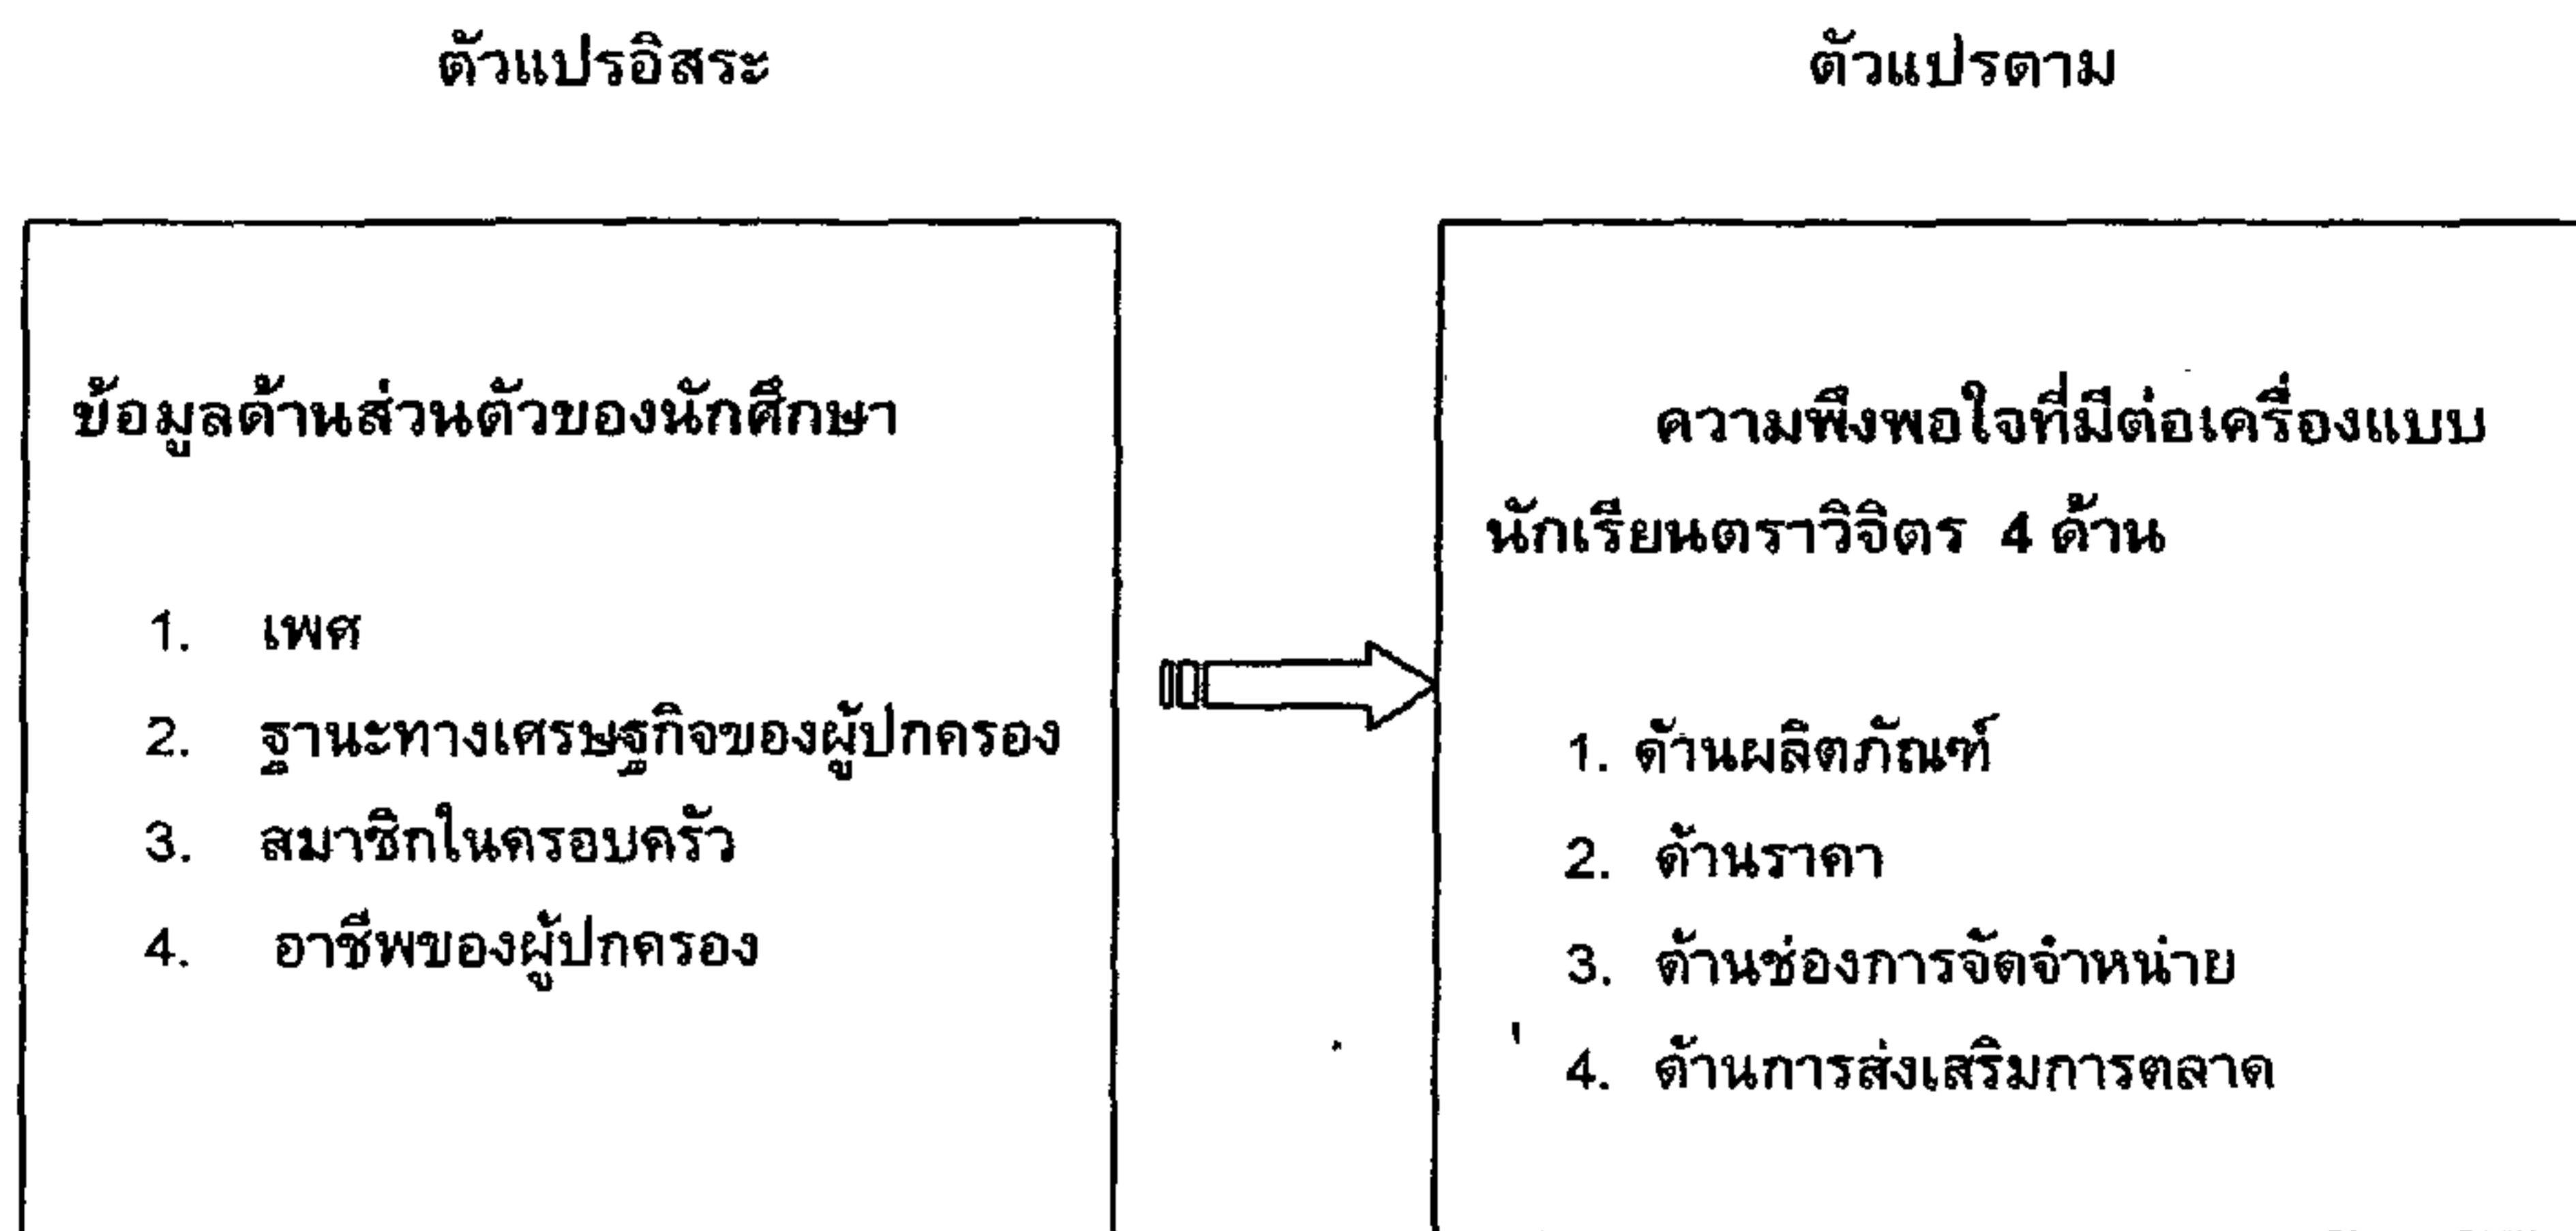 ตัวแปรอิสระ
ตัวแปรตาม
ข้อมูลด้านส่วนตัวของนักศึกษา
1. เพศ
2. ฐานะทางเศรษฐกิจของผู้ปกครอง
3. สมาชิกในครอบครัว
4. อาชีพของผู้ปกครอง
ความพึงพอใจที่มีต่อเครื่องแบบ
นักเรียนตราวิจิตร 4 ด้าน
1. ด้านผลิตภัณฑ์
2. ด้านราคา
3. ด้านช่องการจัดจำหน่าย
4. ด้านการส่งเสริมการตลาด